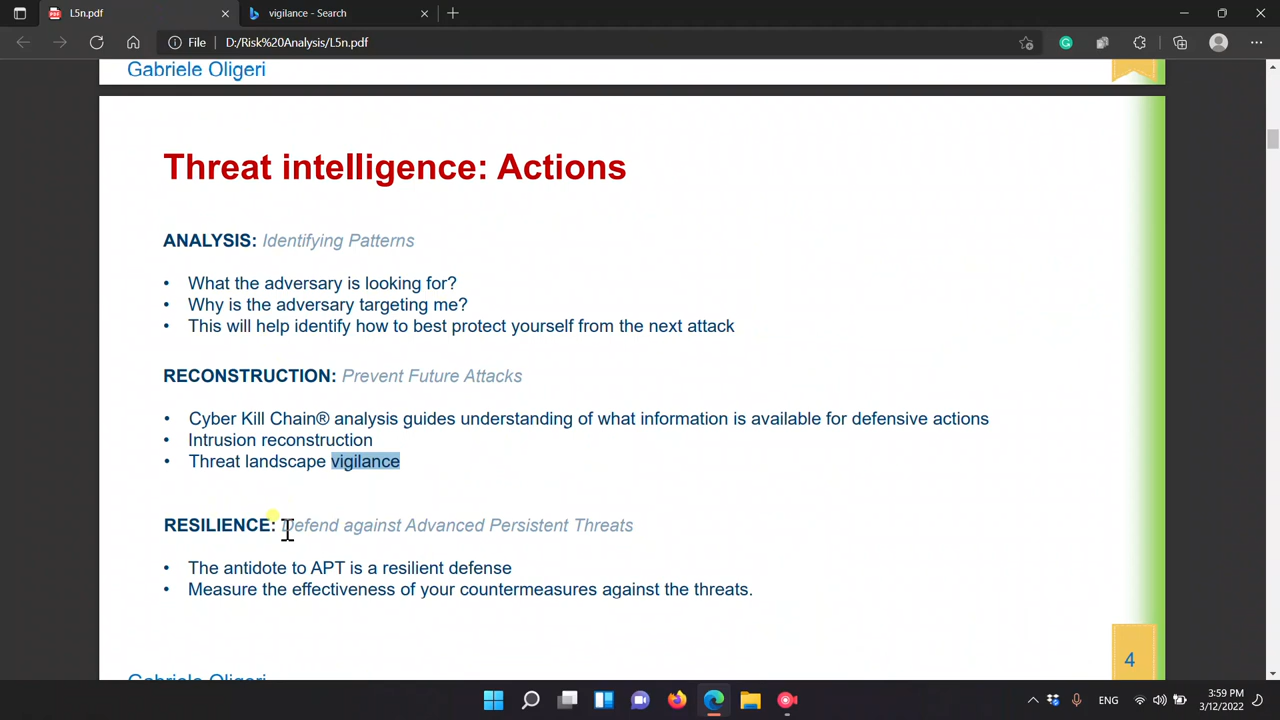 L5n.pdf
vigilance - Search
File
D:/Risk%20Analysis/L5n.pdf
Gabriele Oligeri
Threat intelligence: Actions
ANALYSIS: Identifying Patterns
• What the adversary is looking for?
• Why is the adversary targeting me?
• This will help identify how to best protect yourself from the next attack
RECONSTRUCTION: Prevent Future Attacks
• Cyber Kill Chain® analysis guides understanding of what information is available for defensive actions
• Intrusion reconstruction
• Threat landscape vigilance
RESILIENCE: Defend against Advanced Persistent Threats
• The antidote to APT is a resilient defense
• Measure the effectiveness of your countermeasures against the threats.
4
Gabriele Oligeri
ENG
3:59 PM
3/12/2022